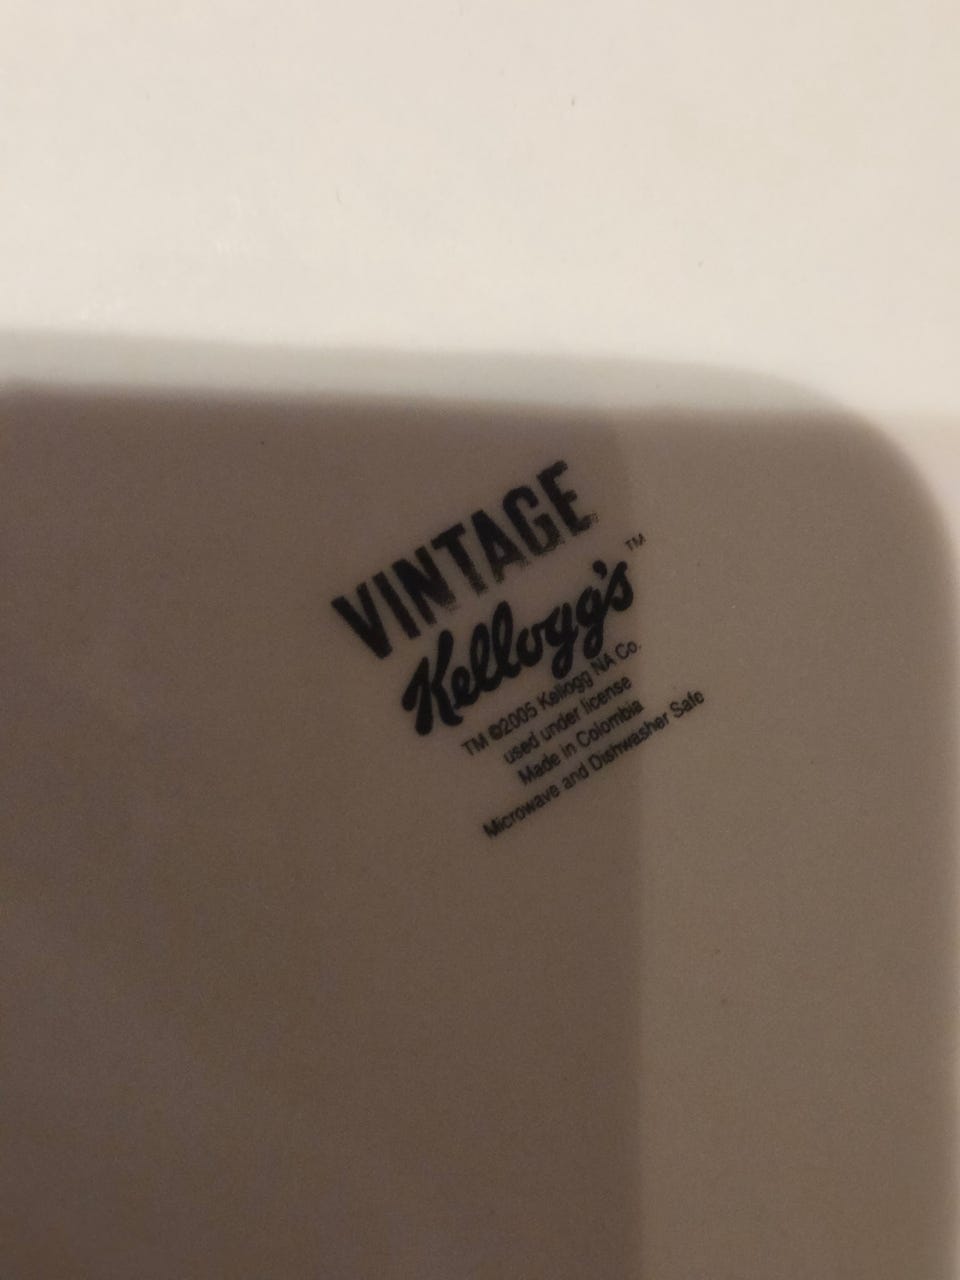 VINTAGE
Kellogg's™
TM ©2005 Kellogg NA Co.
used under license
Made in Colombia
Microwave and Dishwasher Safe